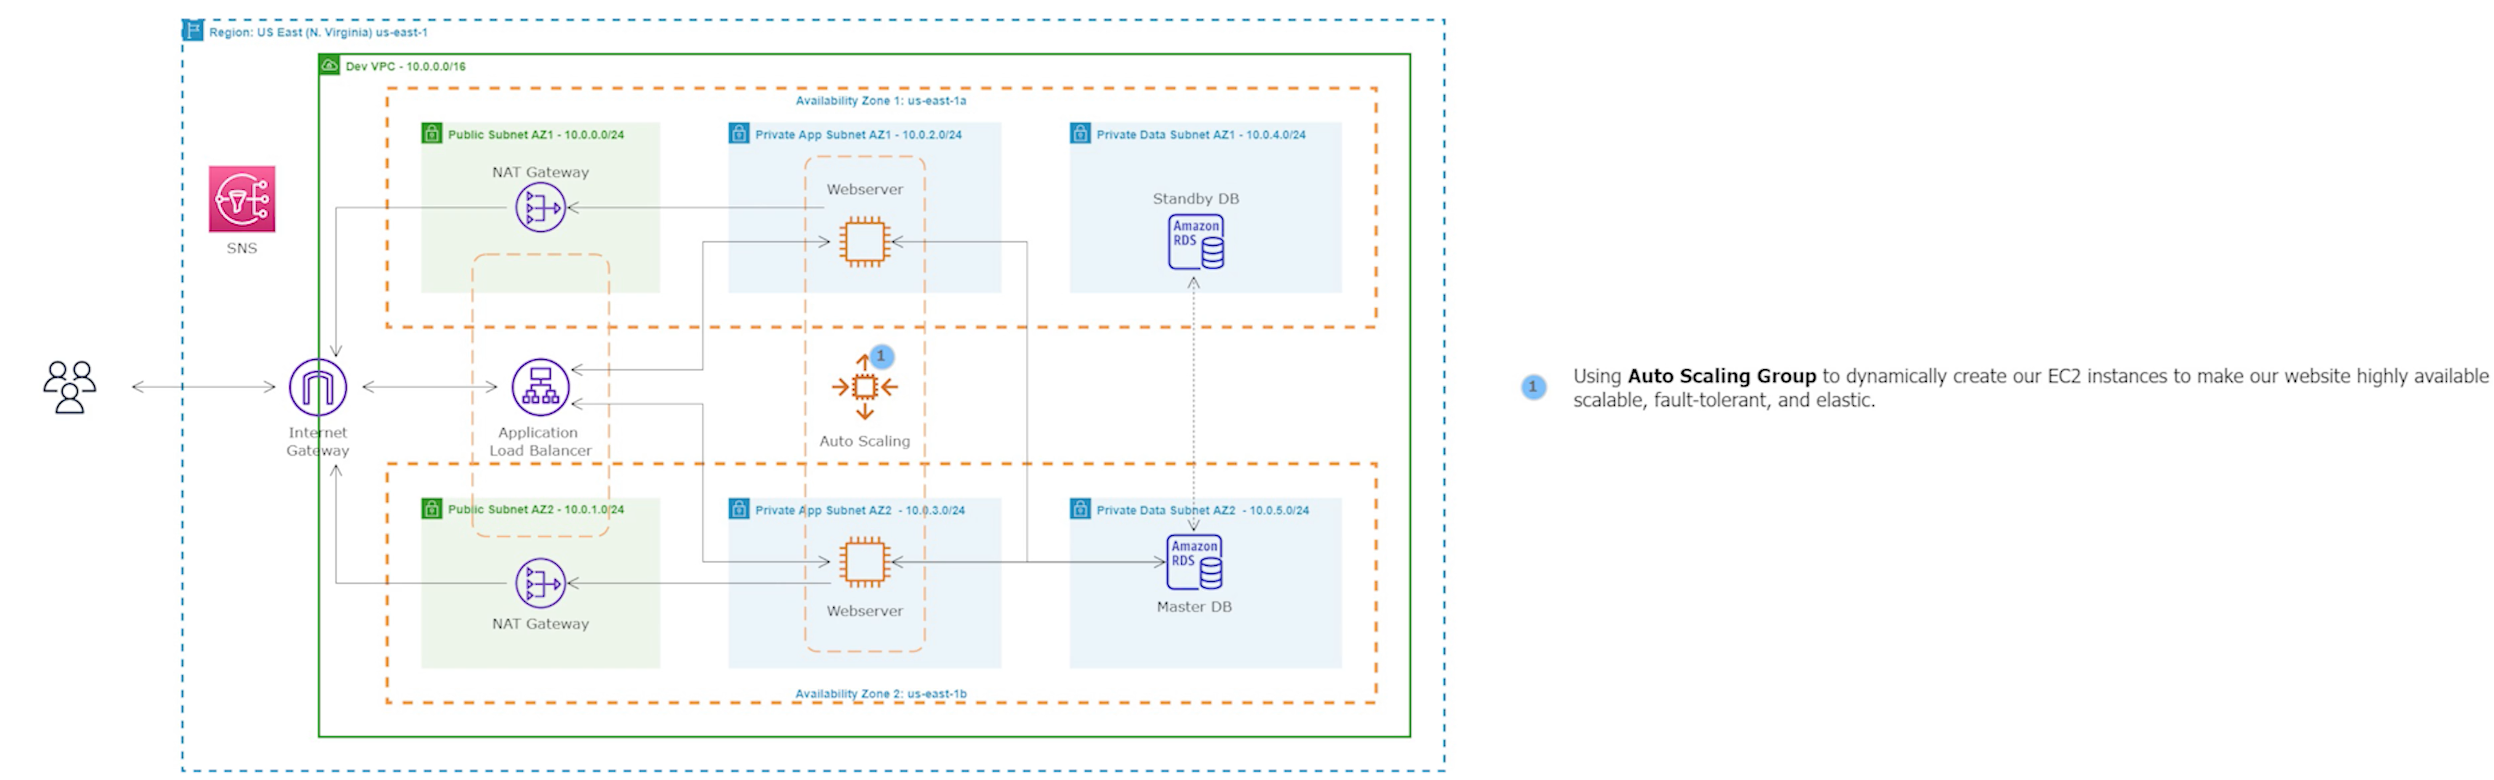 Region: US East (N. Virginia) us-east-1
Dev VPC - 10.0.0.0/16
Availability Zone 1: us-east-1a
Public Subnet AZ1 - 10.0.0.0/24
Private App Subnet AZ1 - 10.0.2.0/24
Private Data Subnet AZ1 - 10.0.4.0/24
NAT Gateway
Webserver
Standby DB
Amazon
RDS
SNS
1
Auto Scaling
Internet
Gateway
Application
Load Balancer
Public Subnet AZ2 - 10.0.1.0/24
Private App Subnet AZ2 - 10.0.3.0/24
Private Data Subnet AZ2 - 10.0.5.0/24
Amazon
RDS
Master DB
Webserver
NAT Gateway
Availability Zone 2: us-east-1b
1
Using Auto Scaling Group to dynamically create our EC2 instances to make our website highly available
scalable, fault-tolerant, and elastic.